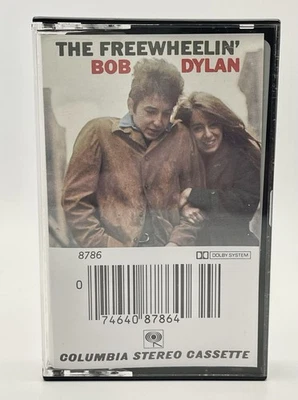 THE FREEWHEELIN'
BOB DYLAN
8786
DOLBY SYSTEM
0
74640 87864
COLUMBIA STEREO CASSETTE